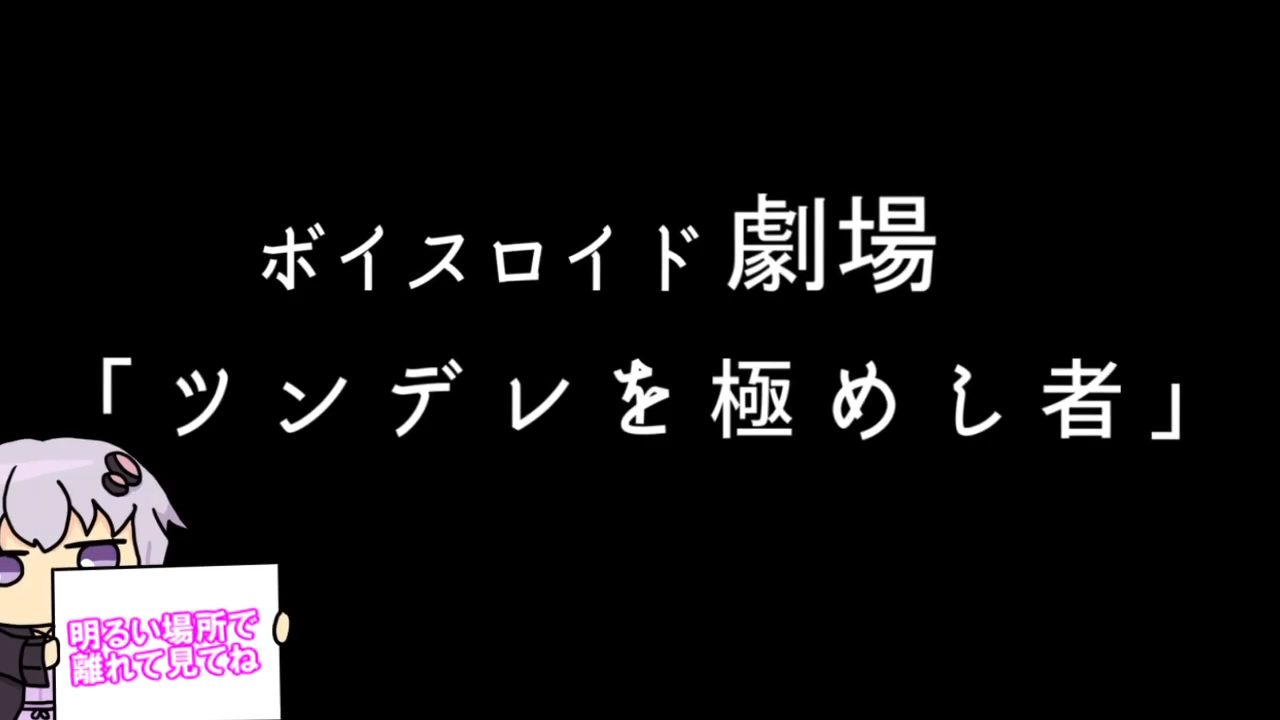 ボイスロイド劇場
「ツンデレを極めし者」
明るい場所で
離れて見てね